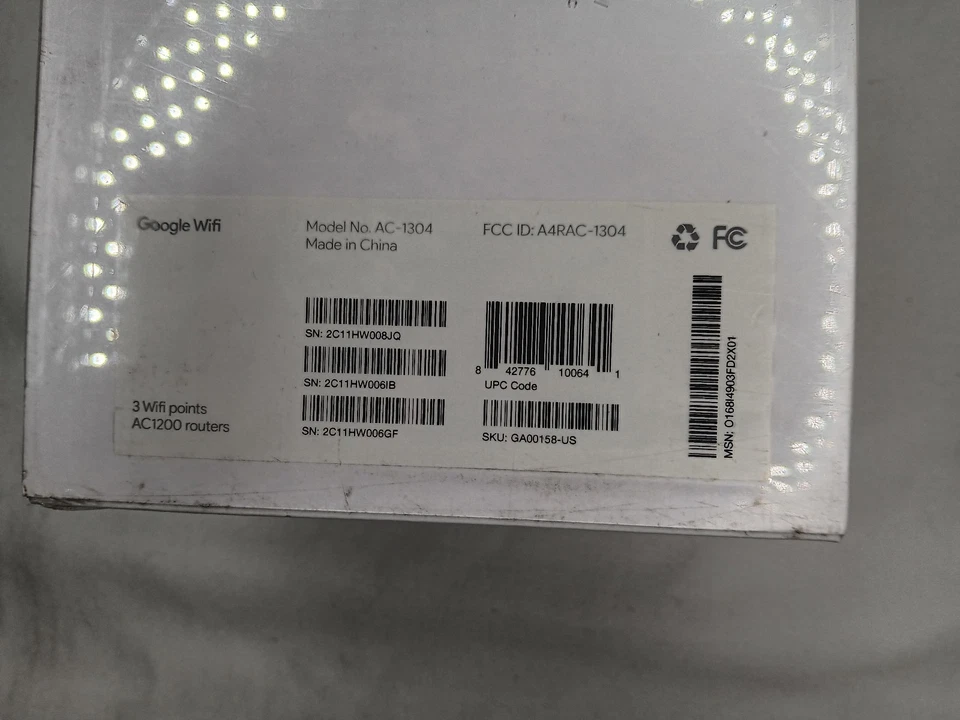 Google Wifi
Model No. AC-1304
Made in China
FCC ID: A4RAC-1304
FC
SN: 2C11HW008JQ
SN: 2C11HW006IB
SN: 2C11HW006GF
8 42776 10064 1
UPC Code
SKU: GA00158-US
MSN: O168I4903FD2X01
3 Wifi points
AC1200 routers